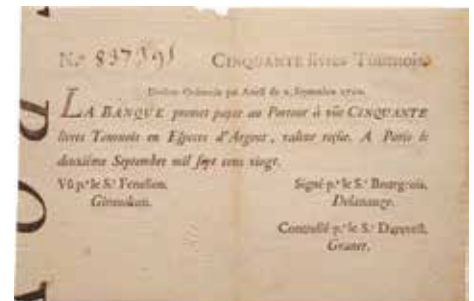 N.° 837391 CINQUANTE livres Tournois.
Division Ordonnée par Arrest du 2. Septembre 1720.
LA BANQUE promet payer au Porteur à vüe CINQUANTE
livres Tournois en Especes d'Argent, valeur reçüe. A Paris le
deuxième Septembre mil sept cens vingt.
Vû p.r le S.r Fenellon. Signé p.r le S.r Bourgeois.
Giraudeau. Delanauze.
Controllé p.r le S.r Durevest.
Granet.